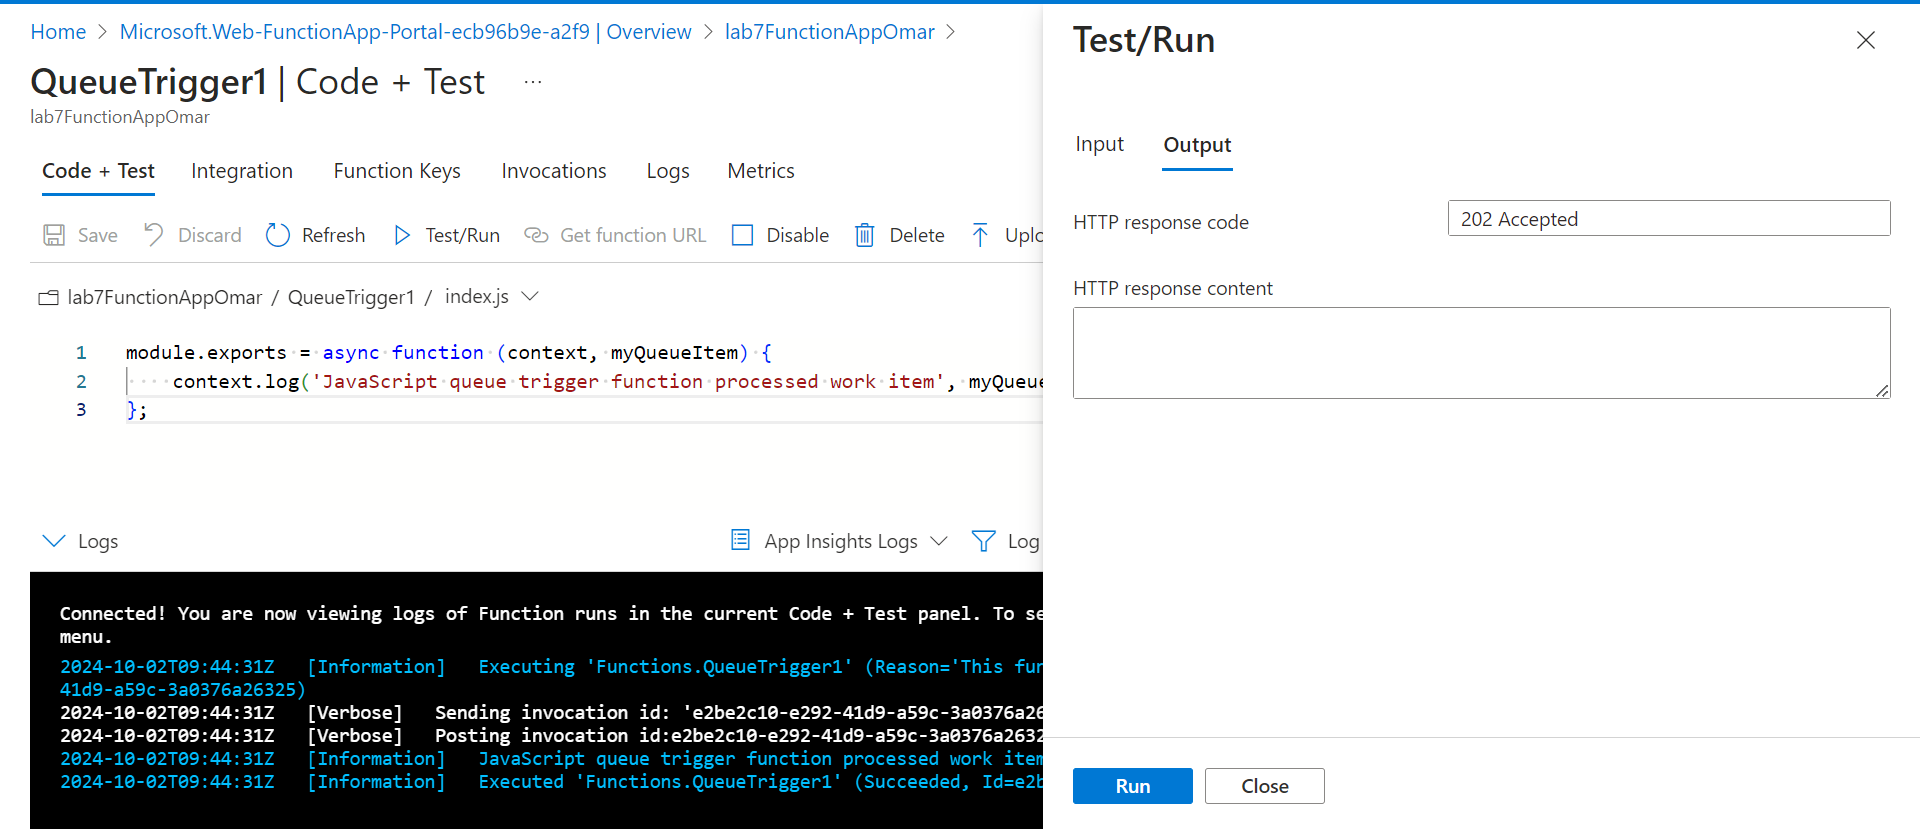 Home > Microsoft.Web-FunctionApp-Portal-ecb96b9e-a2f9 | Overview > lab7FunctionAppOmar >
QueueTrigger1 | Code + Test ...
lab7FunctionAppOmar
Code + Test Integration Function Keys Invocations Logs Metrics
Save Discard Refresh Test/Run Get function URL Disable Delete Uplo
lab7FunctionAppOmar / QueueTrigger1 / index.js
1 module.exports = async function (context, myQueueItem) {
2 context.log('JavaScript queue trigger function processed work item', myQueue
3 };
Logs App Insights Logs Log
Connected! You are now viewing logs of Function runs in the current Code + Test panel. To se
menu.
2024-10-02T09:44:31Z [Information] Executing 'Functions.QueueTrigger1' (Reason='This fun
41d9-a59c-3a0376a26325)
2024-10-02T09:44:31Z [Verbose] Sending invocation id: 'e2be2c10-e292-41d9-a59c-3a0376a26
2024-10-02T09:44:31Z [Verbose] Posting invocation id:e2be2c10-e292-41d9-a59c-3a0376a2632
2024-10-02T09:44:31Z [Information] JavaScript queue trigger function processed work item
2024-10-02T09:44:31Z [Information] Executed 'Functions.QueueTrigger1' (Succeeded, Id=e2b
Test/Run
Input Output
HTTP response code 202 Accepted
HTTP response content
Run Close